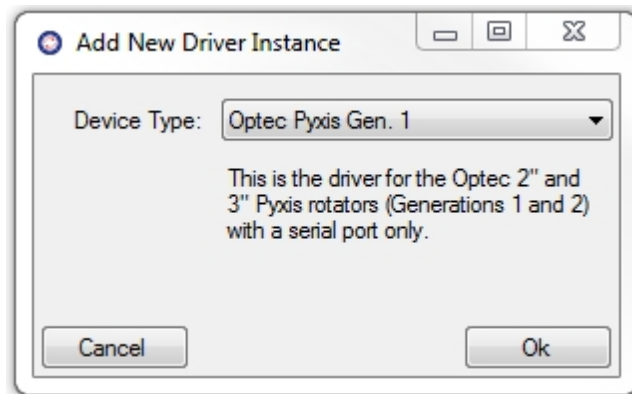 Add New Driver Instance
Device Type: Optec Pyxis Gen. 1
This is the driver for the Optec 2" and
3" Pyxis rotators (Generations 1 and 2)
with a serial port only.
Cancel Ok